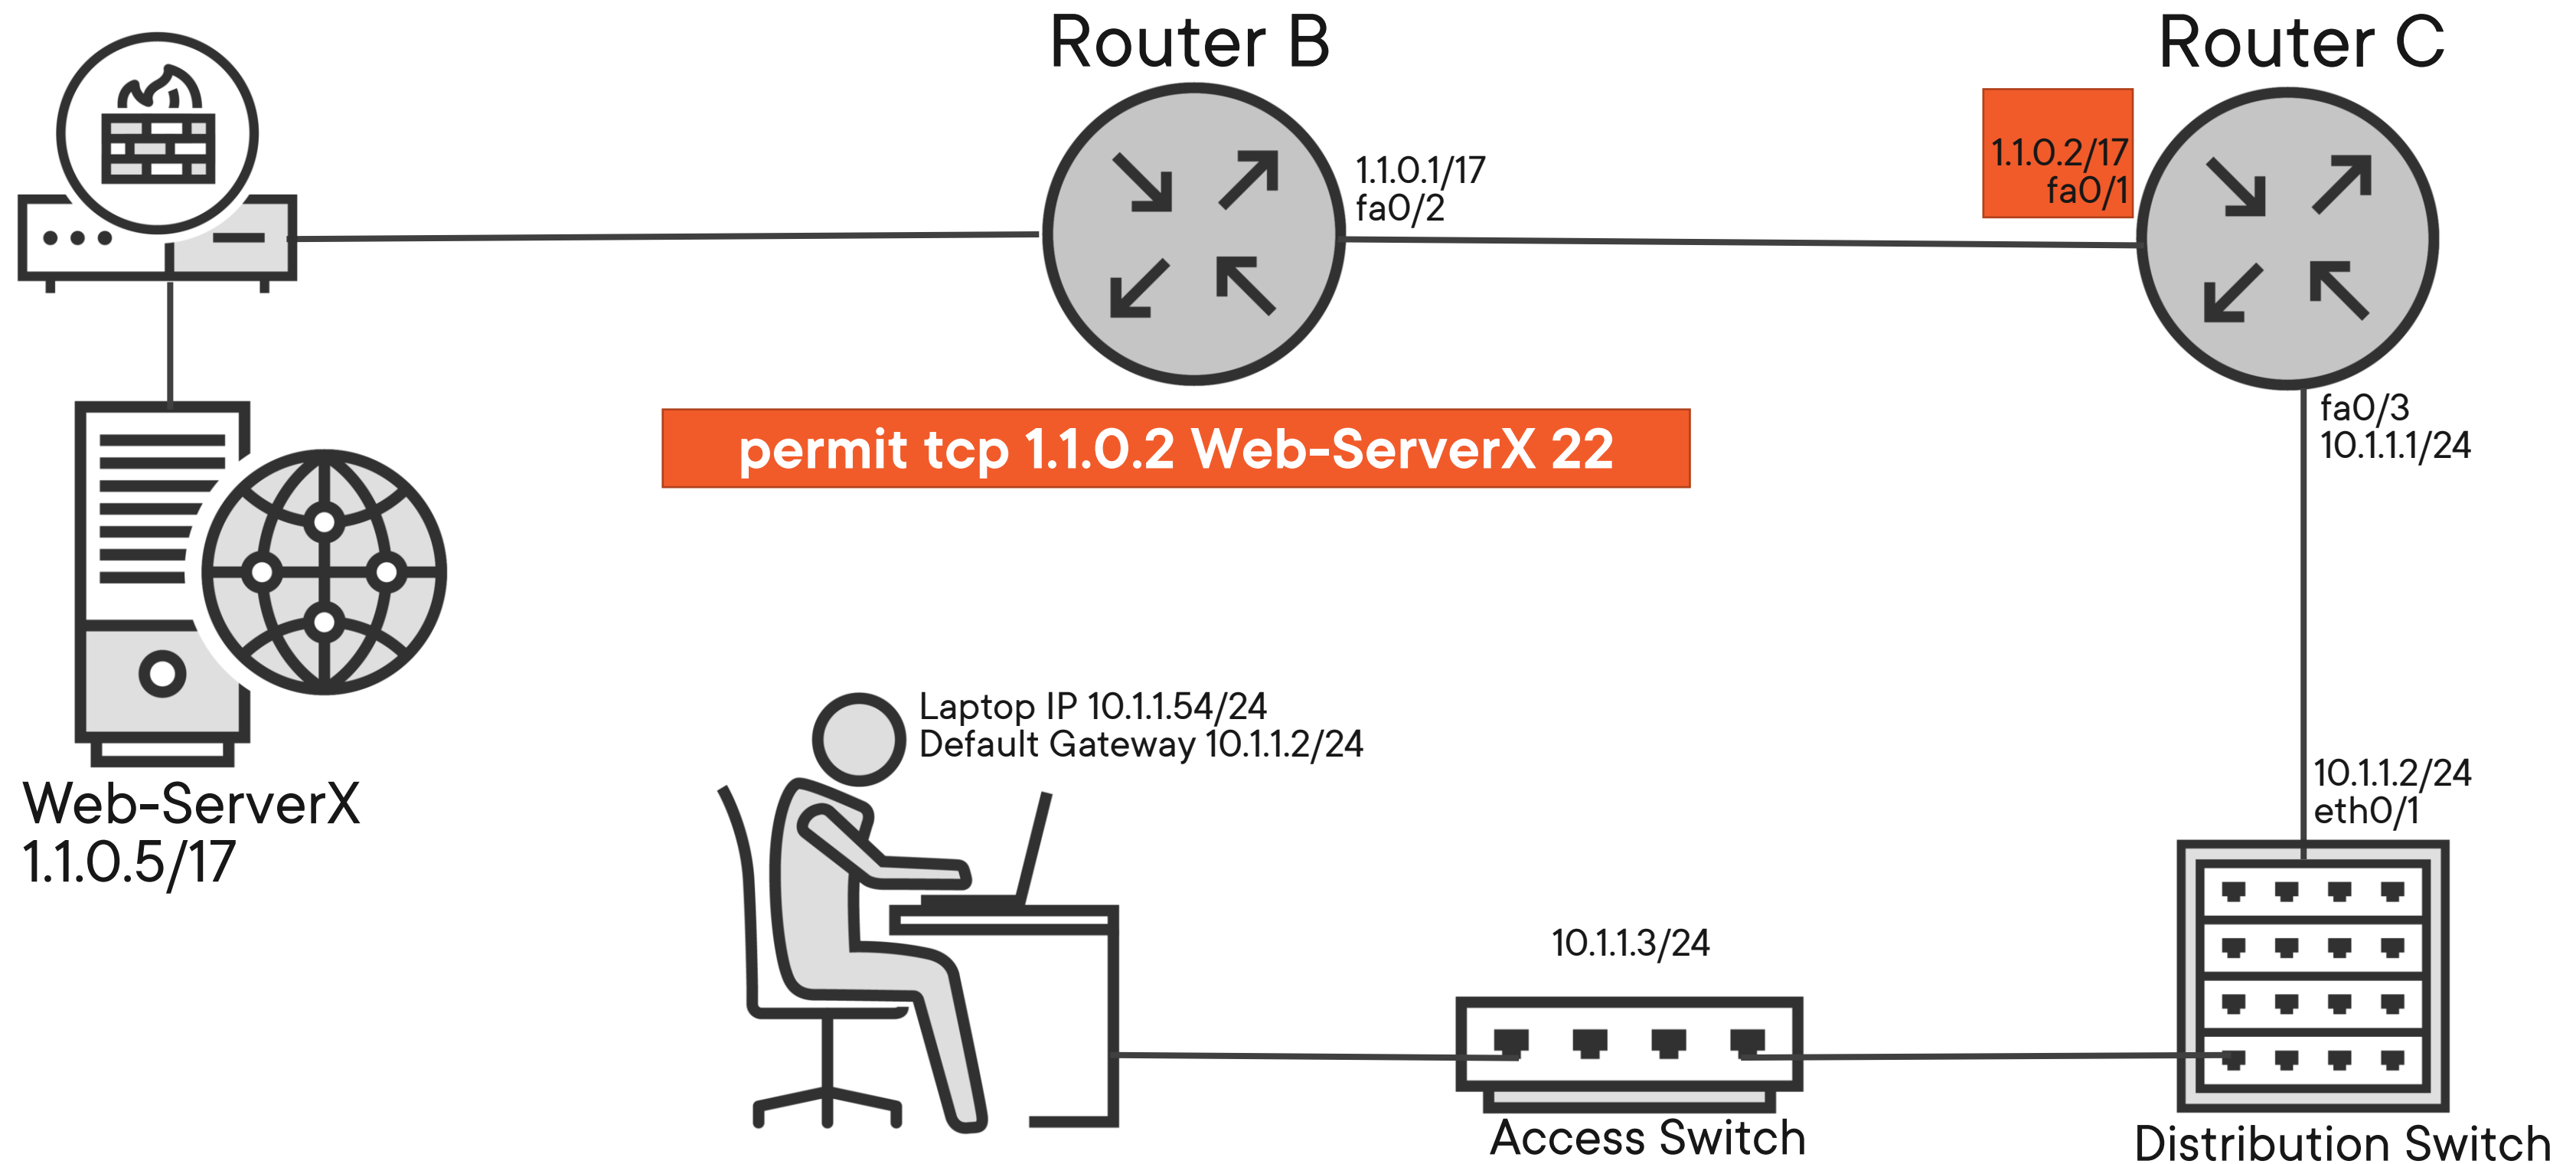 Router B
Router C
1.1.0.1/17
fa0/2
1.1.0.2/17
fa0/1
permit tcp 1.1.0.2 Web-ServerX 22
fa0/3
10.1.1.1/24
Laptop IP 10.1.1.54/24
Default Gateway 10.1.1.2/24
10.1.1.2/24
eth0/1
Web-ServerX
1.1.0.5/17
10.1.1.3/24
Access Switch
Distribution Switch